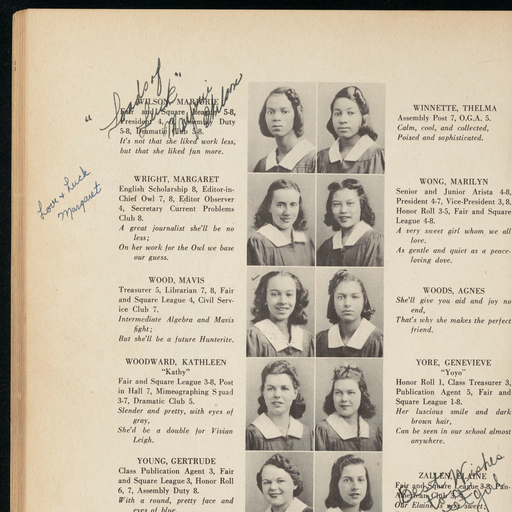 "Loads of
Luck"
WILSON, MARJORIE
Fair and Square League 5-8,
President 4, Duty
5-8, Dramatic Club 5-8.
It's not that she liked work less,
but that she liked fun more.
Love & Luck
Margaret
WRIGHT, MARGARET
English Scholarship 8, Editor-in-
Chief Owl 7, 8, Editor Observer
4, Secretary Current Problems
Club 8.
A great journalist she'll be no
less;
On her work for the Owl we base
our guess.
WOOD, MAVIS
Treasurer 5, Librarian 7, 8, Fair
and Square League 4, Civil Serv-
ice Club 7.
Intermediate Algebra and Mavis
fight;
But she'll be a future Hunterite.
WOODWARD, KATHLEEN
"Kathy"
Fair and Square League 3-8, Post
in Hall 7, Mimeographing Squad
3-7, Dramatic Club 5.
Slender and pretty, with eyes of
gray,
She'd be a double for Vivian
Leigh.
YOUNG, GERTRUDE
Class Publication Agent 3, Fair
and Square League 3, Honor Roll
6, 7, Assembly Duty 8.
With a round, pretty face and
eyes of blue,
WINNETTE, THELMA
Assembly Post 7, O.G.A. 5.
Calm, cool, and collected,
Poised and sophisticated.
WONG, MARILYN
Senior and Junior Arista 4-8,
President 4-7, Vice-President 3, 8,
Honor Roll 3-5, Fair and Square
League 4-8.
A very sweet girl whom we all
love,
As gentle and quiet as a peace-
loving dove.
WOODS, AGNES
She'll give you aid and joy no
end,
That's why she makes the perfect
friend.
YORE, GENEVIEVE
"Yoyo"
Honor Roll 1, Class Treasurer 3,
Publication Agent 5, Fair and
Square League 1-8.
Her luscious smile and dark
brown hair,
Can be seen in our school almost
anywhere.
Best Wishes
ZALLEN, ELAINE
Fair and Square League 5-8, Pan-
American Club
Our Elaine is very sweet;